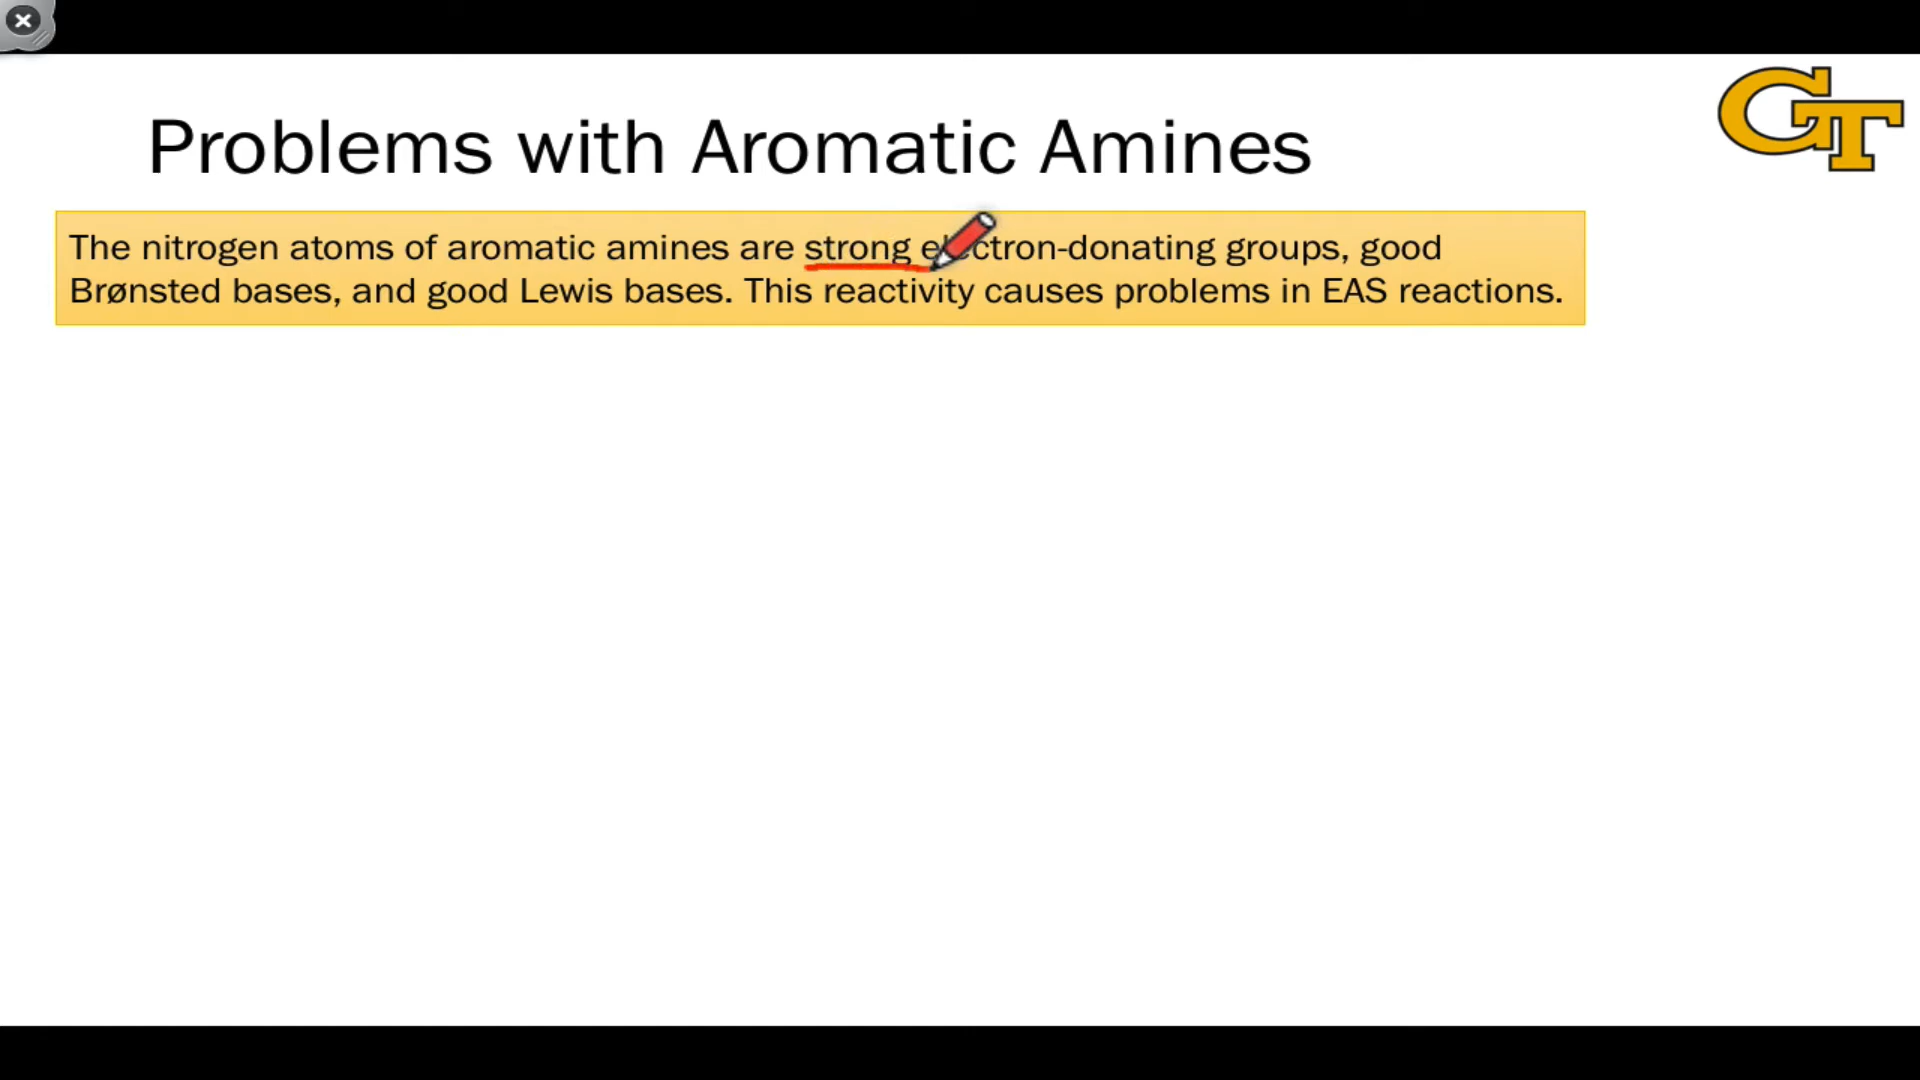 GT
Problems with Aromatic Amines
The nitrogen atoms of aromatic amines are strong electron-donating groups, good
Brønsted bases, and good Lewis bases. This reactivity causes problems in EAS reactions.